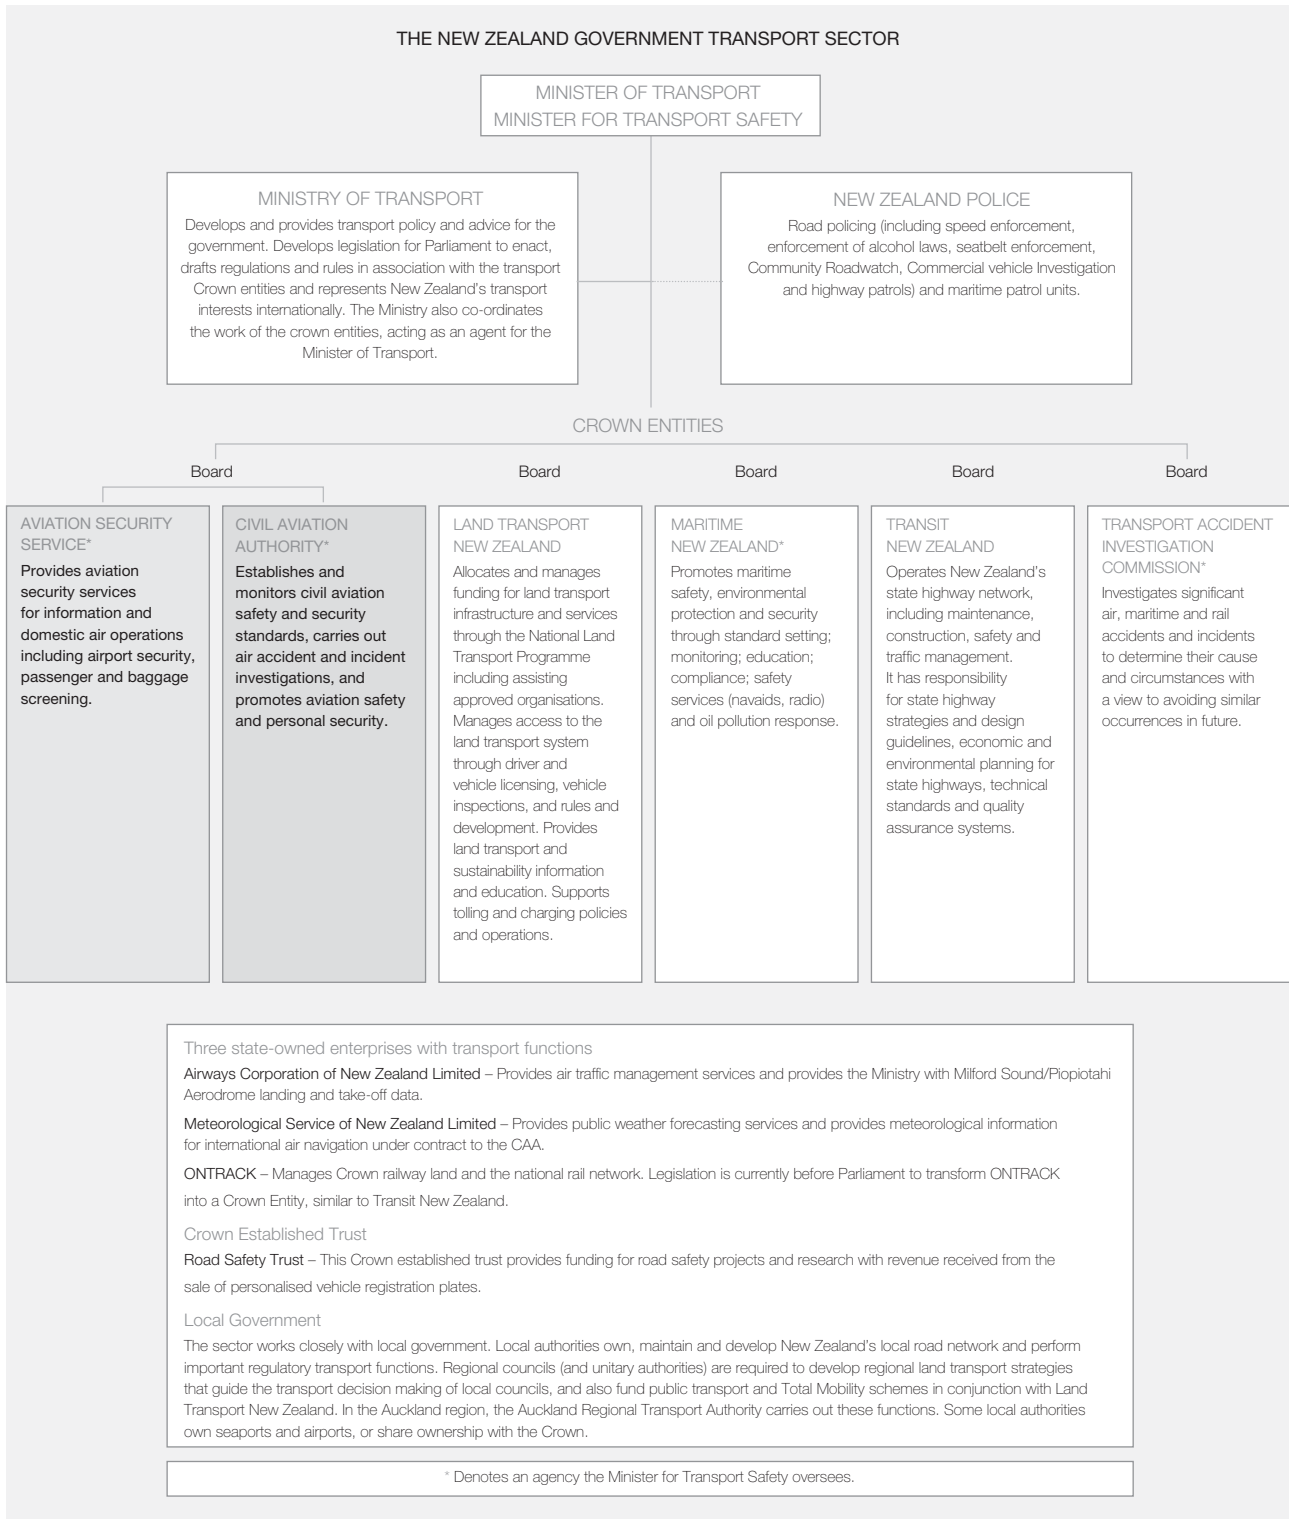 THE NEW ZEALAND GOVERNMENT TRANSPORT SECTOR
MINISTER OF TRANSPORT
MINISTER FOR TRANSPORT SAFETY
MINISTRY OF TRANSPORT
Develops and provides transport policy and advice for the
government. Develops legislation for Parliament to enact,
drafts regulations and rules in association with the transport
Crown entities and represents New Zealand's transport
interests internationally. The Ministry also co-ordinates
the work of the crown entities, acting as an agent for the
Minister of Transport.
NEW ZEALAND POLICE
Road policing (including speed enforcement,
enforcement of alcohol laws, seatbelt enforcement,
Community Roadwatch, Commercial vehicle Investigation
and highway patrols) and maritime patrol units.
CROWN ENTITIES
Board
Board
Board
Board
Board
AVIATION SECURITY
SERVICE*
Provides aviation
security services
for information and
domestic air operations
including airport security,
passenger and baggage
screening.
CIVIL AVIATION
AUTHORITY*
Establishes and
monitors civil aviation
safety and security
standards, carries out
air accident and incident
investigations, and
promotes aviation safety
and personal security.
LAND TRANSPORT
NEW ZEALAND
Allocates and manages
funding for land transport
infrastructure and services
through the National Land
Transport Programme
including assisting
approved organisations.
Manages access to the
land transport system
through driver and
vehicle licensing, vehicle
inspections, and rules and
development. Provides
land transport and
sustainability information
and education. Supports
tolling and charging policies
and operations.
MARITIME
NEW ZEALAND*
Promotes maritime
safety, environmental
protection and security
through standard setting;
monitoring; education;
compliance; safety
services (navaids, radio)
and oil pollution response.
TRANSIT
NEW ZEALAND
Operates New Zealand's
state highway network,
including maintenance,
construction, safety and
traffic management.
It has responsibility
for state highway
strategies and design
guidelines, economic and
environmental planning for
state highways, technical
standards and quality
assurance systems.
TRANSPORT ACCIDENT
INVESTIGATION
COMMISSION*
Investigates significant
air, maritime and rail
accidents and incidents
to determine their cause
and circumstances with
a view to avoiding similar
occurrences in future.
Three state-owned enterprises with transport functions
Airways Corporation of New Zealand Limited – Provides air traffic management services and provides the Ministry with Milford Sound/Piopiotahi
Aerodrome landing and take-off data.
Meteorological Service of New Zealand Limited – Provides public weather forecasting services and provides meteorological information
for international air navigation under contract to the CAA.
ONTRACK – Manages Crown railway land and the national rail network. Legislation is currently before Parliament to transform ONTRACK
into a Crown Entity, similar to Transit New Zealand.
Crown Established Trust
Road Safety Trust – This Crown established trust provides funding for road safety projects and research with revenue received from the
sale of personalised vehicle registration plates.
Local Government
The sector works closely with local government. Local authorities own, maintain and develop New Zealand's local road network and perform
important regulatory transport functions. Regional councils (and unitary authorities) are required to develop regional land transport strategies
that guide the transport decision making of local councils, and also fund public transport and Total Mobility schemes in conjunction with Land
Transport New Zealand. In the Auckland region, the Auckland Regional Transport Authority carries out these functions. Some local authorities
own seaports and airports, or share ownership with the Crown.
* Denotes an agency the Minister for Transport Safety oversees.